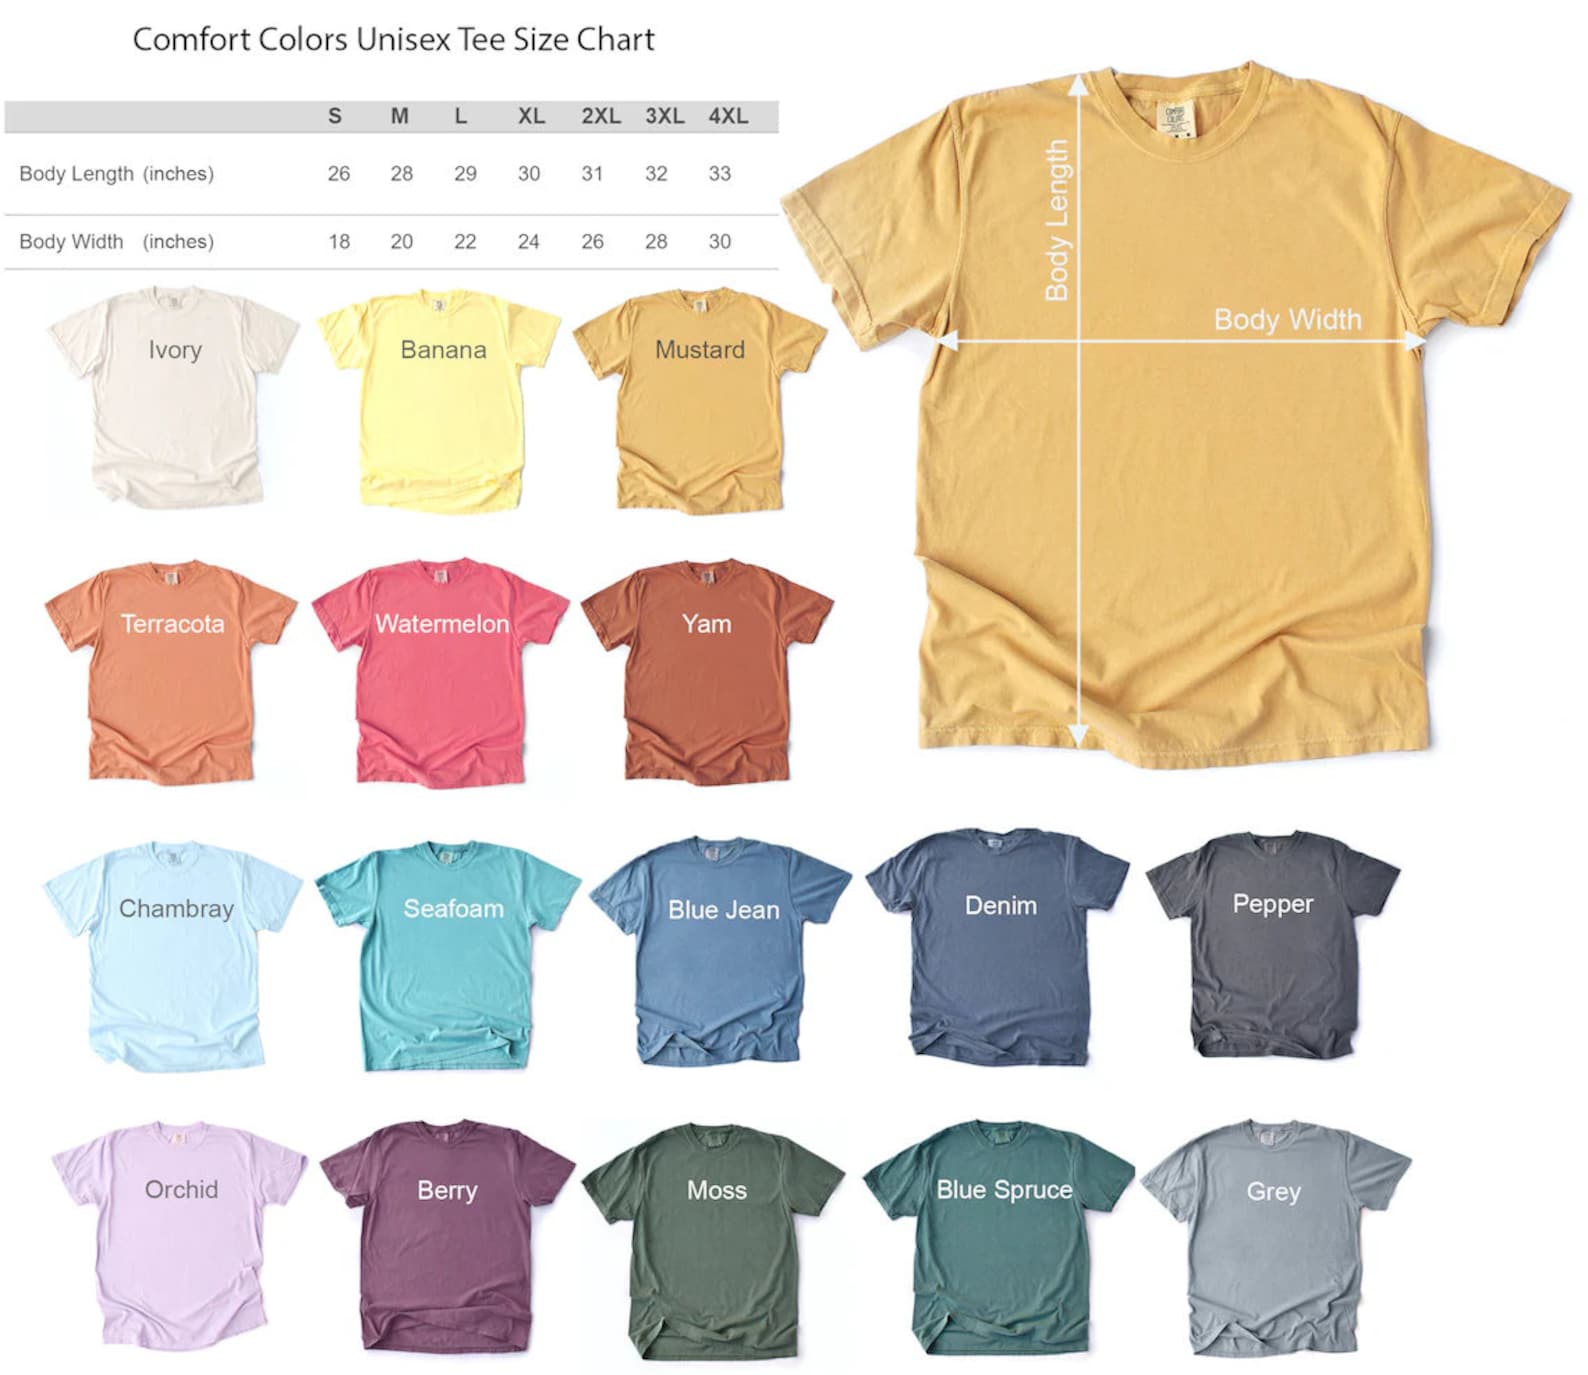 Comfort Colors Unisex Tee Size Chart
S M L XL 2XL 3XL 4XL
Body Length (inches) 26 28 29 30 31 32 33
Body Width (inches) 18 20 22 24 26 28 30
COMFORT
COLORS
Body Length
Body Width
Ivory Banana Mustard
Terracota Watermelon Yam
Chambray Seafoam Blue Jean Denim Pepper
Orchid Berry Moss Blue Spruce Grey